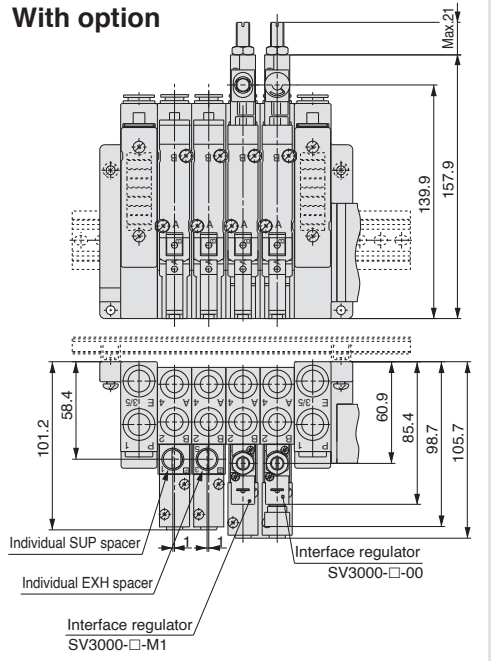 With option
Max.21
139.9
157.9
B B
A A A A
E 3/5
4 A 4 A 4 A 4 A
E 3/5
P 1
2 B 2 B 2 B 2 B
P 1
101.2
58.4
60.9
85.4
98.7
105.7
1 1
Individual SUP spacer
Individual EXH spacer
Interface regulator
SV3000-□-00
Interface regulator
SV3000-□-M1